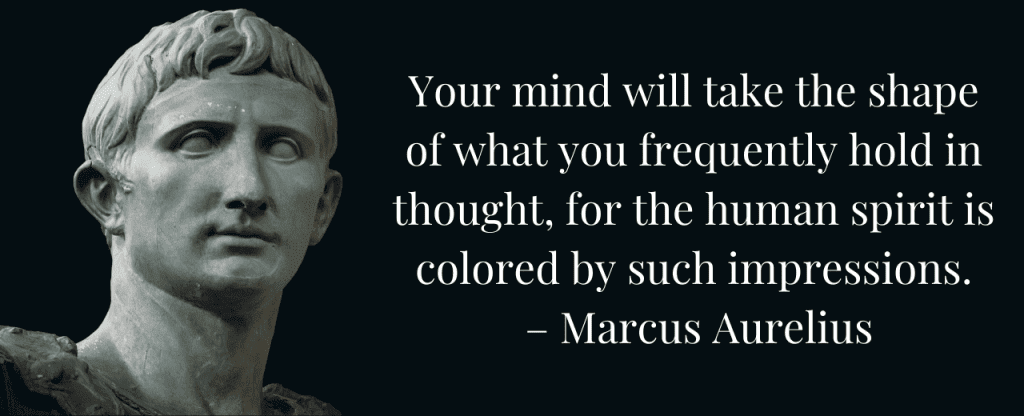 Your mind will take the shape
of what you frequently hold in
thought, for the human spirit is
colored by such impressions.
– Marcus Aurelius